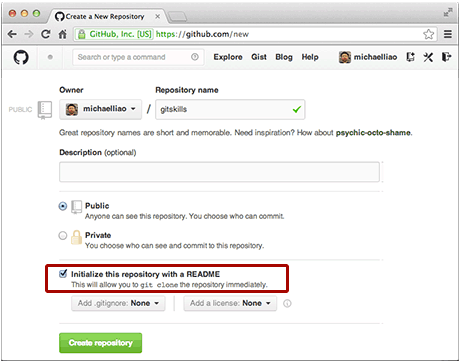 Create a New Repository
GitHub, Inc. [US] https://github.com/new
Search or type a command
Explore Gist Blog Help
michaelliao
Owner
Repository name
PUBLIC
michaelliao / gitskills
Great repository names are short and memorable. Need inspiration? How about psychic-octo-shame.
Description (optional)
Public
Anyone can see this repository. You choose who can commit.
Private
You choose who can see and commit to this repository.
Initialize this repository with a README
This will allow you to git clone the repository immediately.
Add .gitignore: None
Add a license: None
Create repository